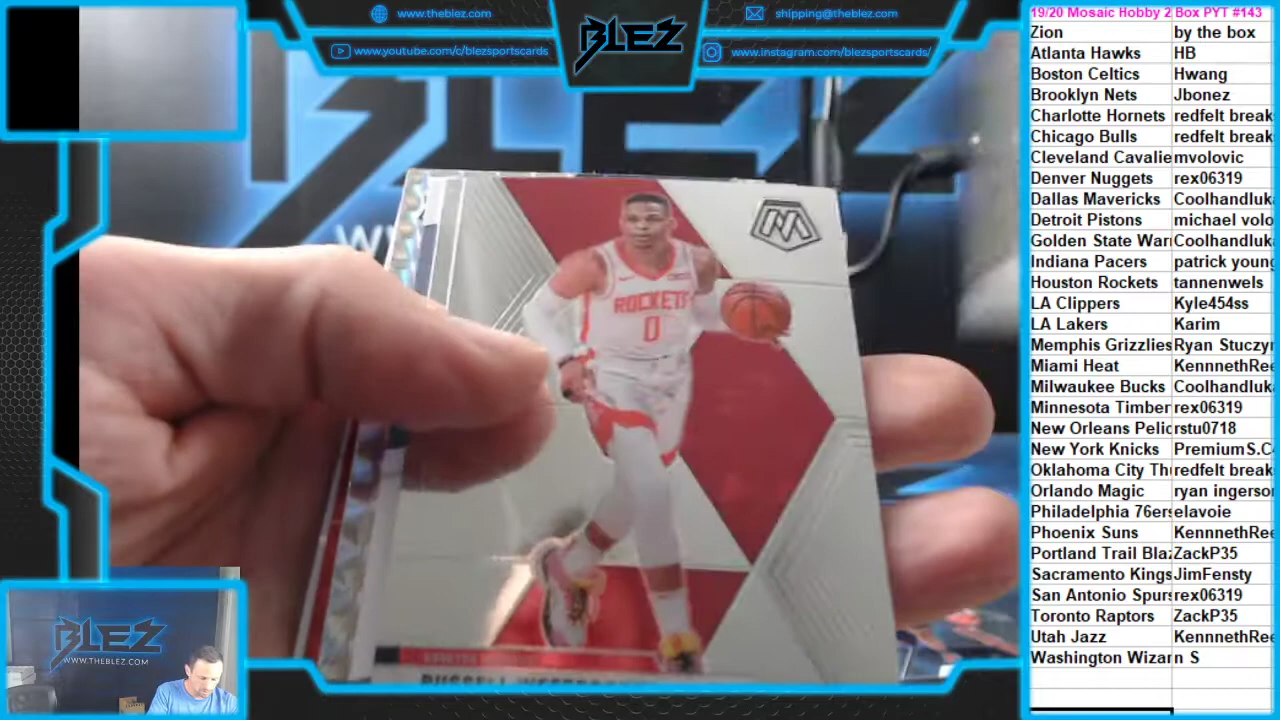 www.theblez.com
www.youtube.com/c/blezsportscards
BLEZ
shipping@theblez.com
www.instagram.com/blezsportscards/
ROCKETS
0
BLEZ
WWW.THEBLEZ.COM
19/20 Mosaic Hobby 2 Box PYT #143
Zion by the box
Atlanta Hawks HB
Boston Celtics Hwang
Brooklyn Nets Jbonez
Charlotte Hornets redfelt break
Chicago Bulls redfelt break
Cleveland Cavalie mvolovic
Denver Nuggets rex06319
Dallas Mavericks Coolhandluk
Detroit Pistons michael volo
Golden State War Coolhandluk
Indiana Pacers patrick young
Houston Rockets tannenwels
LA Clippers Kyle454ss
LA Lakers Karim
Memphis Grizzlies Ryan Stuczy
Miami Heat KennnethRee
Milwaukee Bucks Coolhandluk
Minnesota Timber rex06319
New Orleans Pelic rstu0718
New York Knicks PremiumS.C
Oklahoma City Th redfelt break
Orlando Magic ryan ingerso
Philadelphia 76ers elavoie
Phoenix Suns KennnethRee
Portland Trail Blaz ZackP35
Sacramento Kings JimFensty
San Antonio Spurs rex06319
Toronto Raptors ZackP35
Utah Jazz KennnethRee
Washington Wizar n S